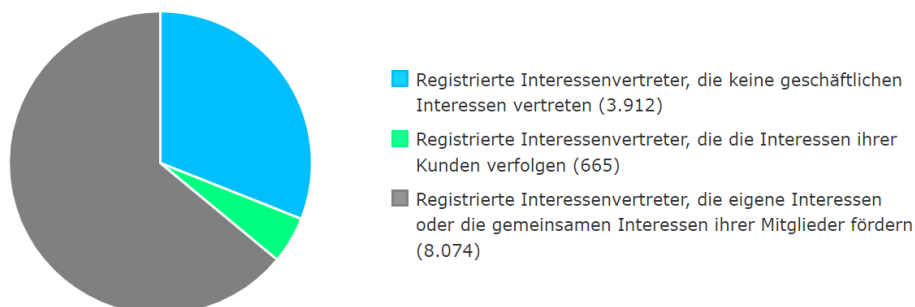 Registrierte Interessenvertreter, die keine geschäftlichen
Interessen vertreten (3.912)
Registrierte Interessenvertreter, die die Interessen ihrer
Kunden verfolgen (665)
Registrierte Interessenvertreter, die eigene Interessen
oder die gemeinsamen Interessen ihrer Mitglieder fördern
(8.074)